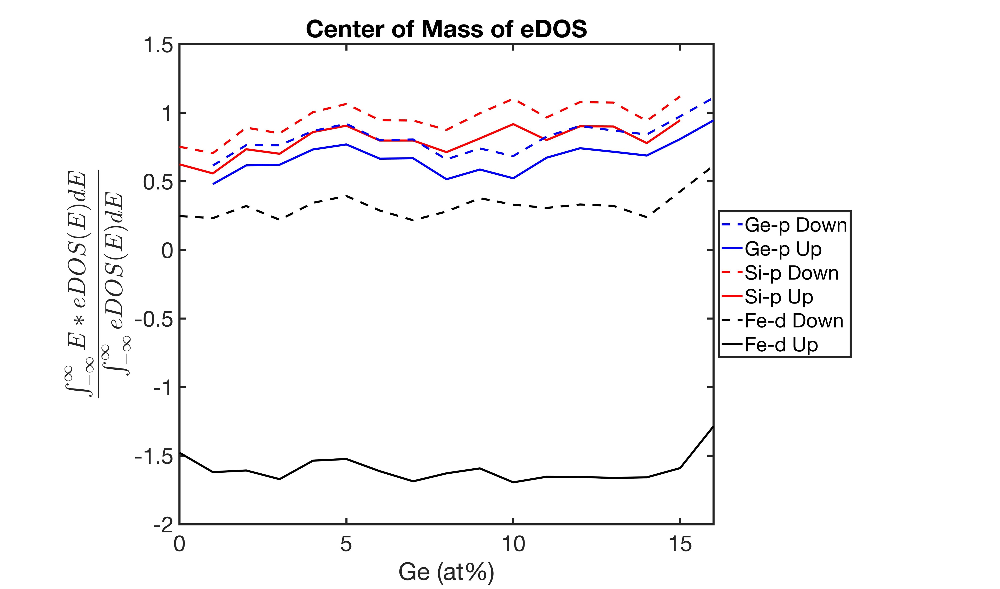 Center of Mass of eDOS
1.5
1
0.5
0
-0.5
-1
-1.5
-2
0 5 10 15
Ge (at%)
∫_{-∞}^{∞} E * eDOS(E)dE
∫_{-∞}^{∞} eDOS(E)dE
Ge-p Down
Ge-p Up
Si-p Down
Si-p Up
Fe-d Down
Fe-d Up